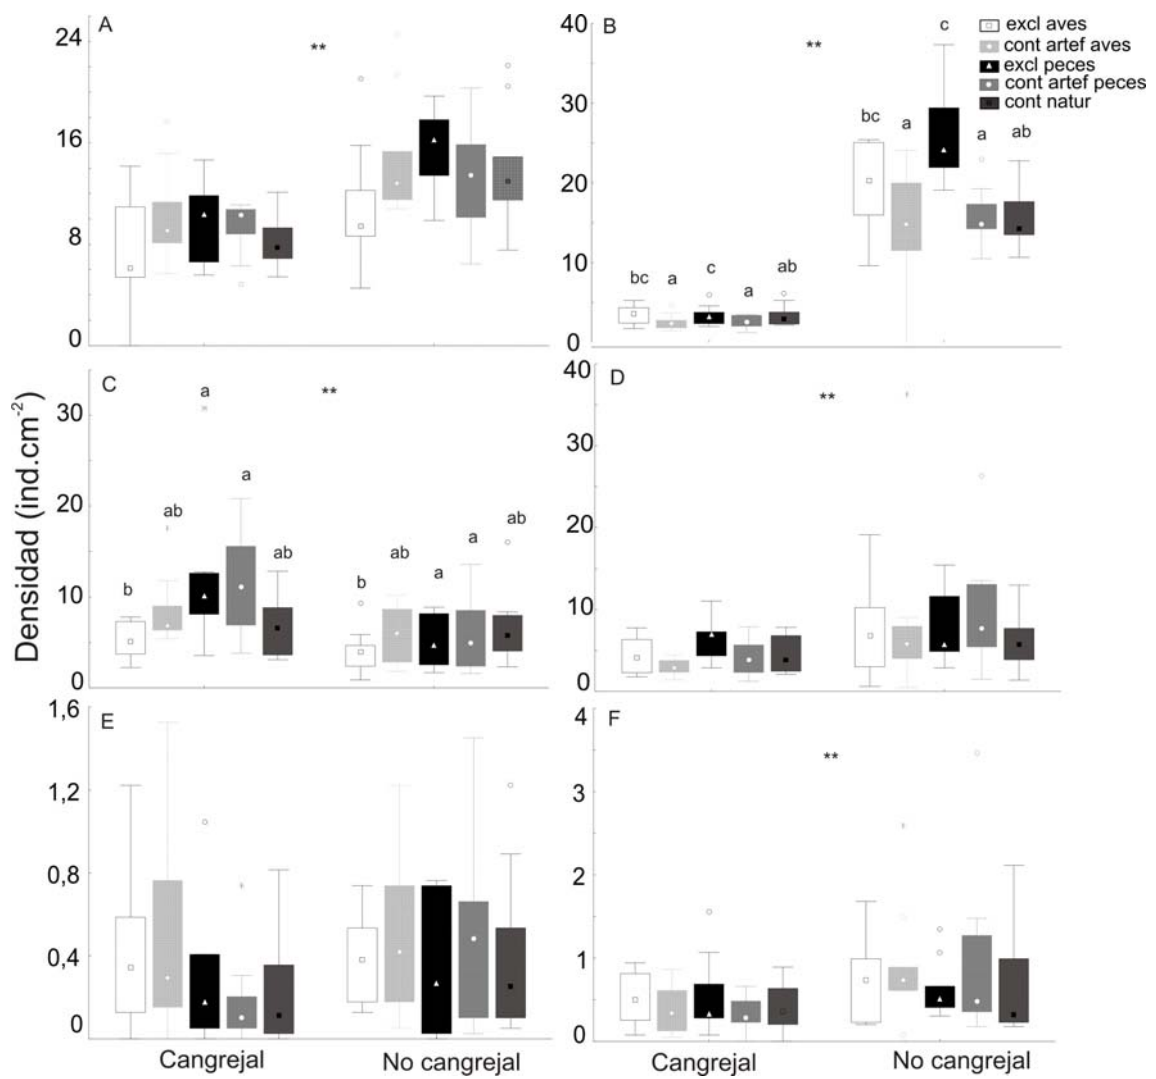 A
24
16
8
0
**
B
40
30
20
10
0
bc
a
c
a
ab
**
bc
a
c
a
ab
excl aves
cont artef aves
excl peces
cont artef peces
cont natur
Densidad (ind.cm-2)
C
30
20
10
0
b
ab
a
a
ab
**
b
ab
a
a
ab
D
40
30
20
10
0
**
E
1,6
1,2
0,8
0,4
0
Cangrejal
No cangrejal
F
4
3
2
1
0
**
Cangrejal
No cangrejal